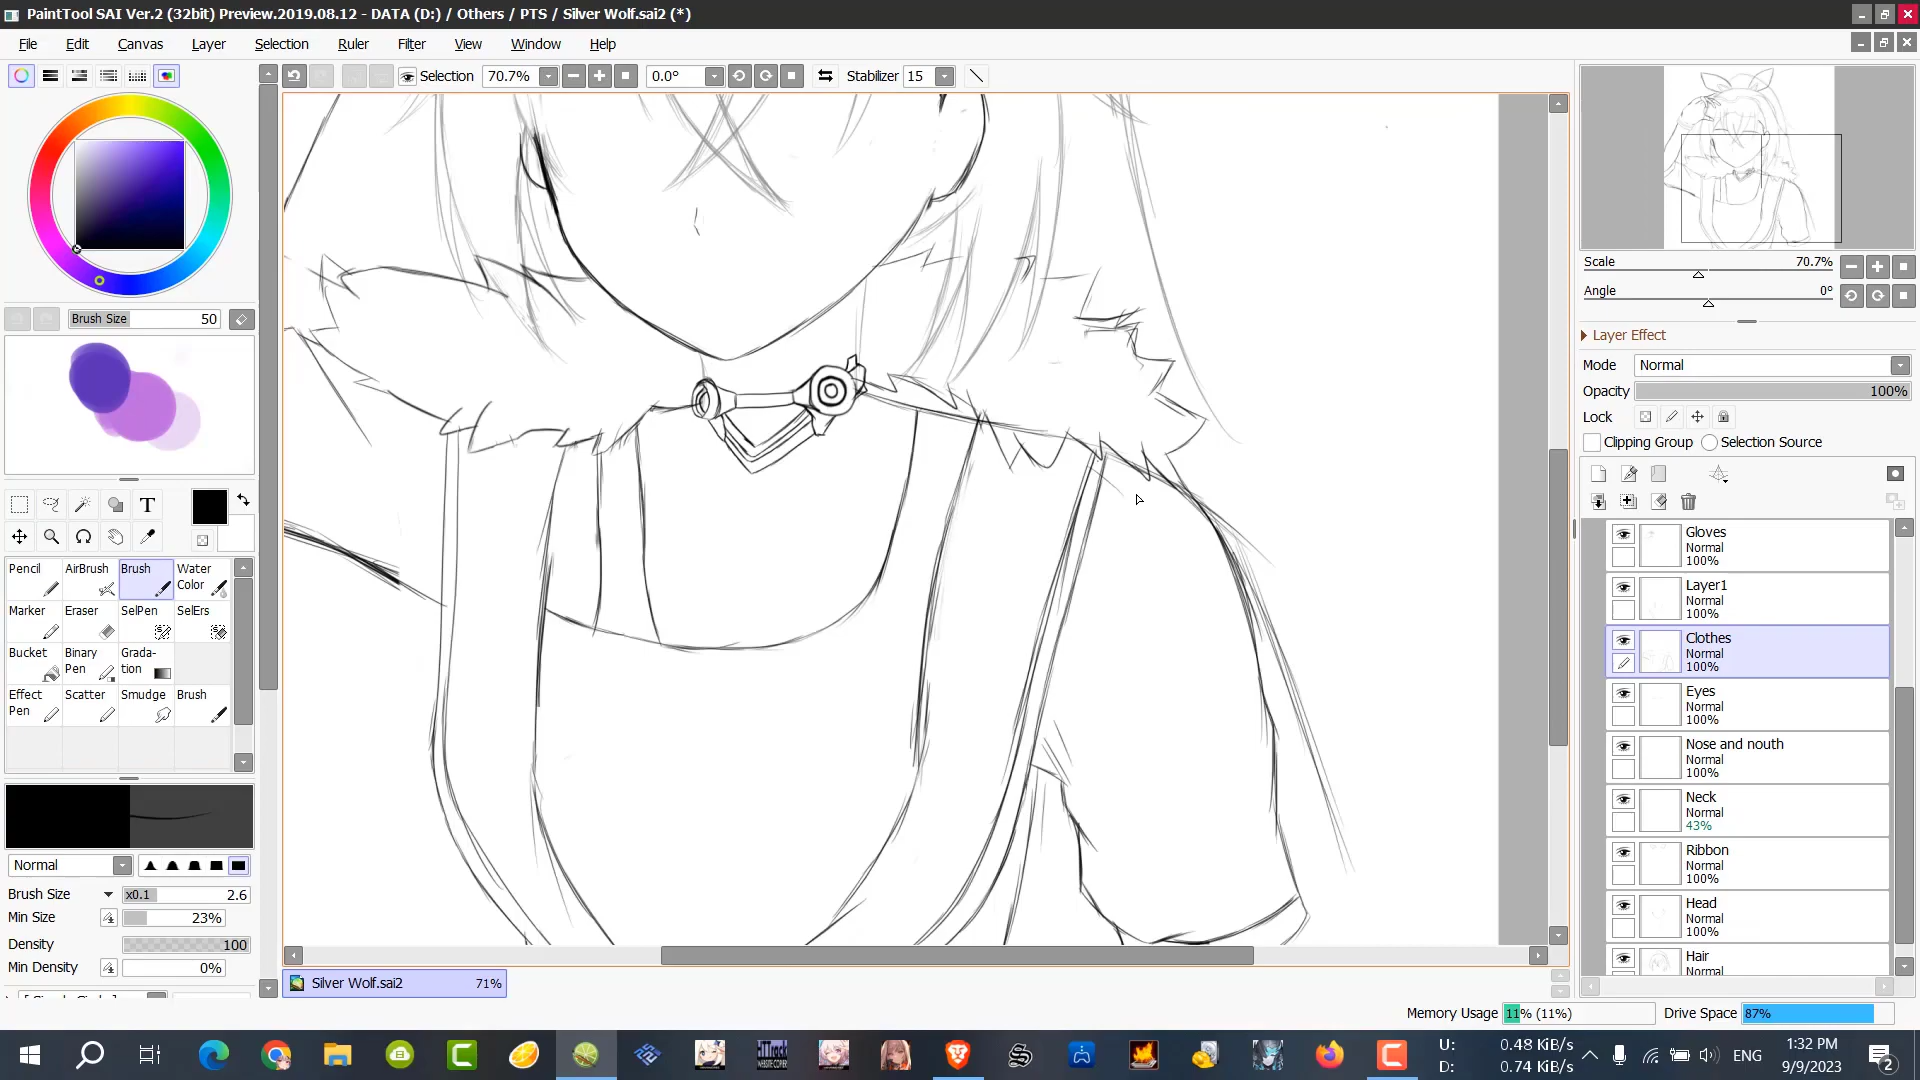 PaintTool SAI Ver.2 (32bit) Preview.2019.08.12 - DATA (D:) / Others / PTS / Silver Wolf.sai2 (*)
File Edit Canvas Layer Selection Ruler Filter View Window Help
Selection 70.7% 0.0° Stabilizer 15
Scale 70.7%
Angle 0°
Brush Size 50
Layer Effect
Mode Normal
Opacity 100%
Lock
Clipping Group Selection Source
T
Pencil AirBrush Brush Water Color
Marker Eraser SelPen SelErs
Bucket Binary Pen Grada-tion
Effect Pen Scatter Smudge Brush
Normal
Brush Size x0.1 2.6
Min Size 23%
Density 100
Min Density 0%
Gloves
Normal
100%
Layer1
Normal
100%
Clothes
Normal
100%
Eyes
Normal
100%
Nose and nouth
Normal
100%
Neck
Normal
43%
Ribbon
Normal
100%
Head
Normal
100%
Hair
Normal
Silver Wolf.sai2 71%
Memory Usage 11% (11%) Drive Space 87%
U: 0.48 KiB/s
D: 0.74 KiB/s
ENG
1:32 PM
9/9/2023
2